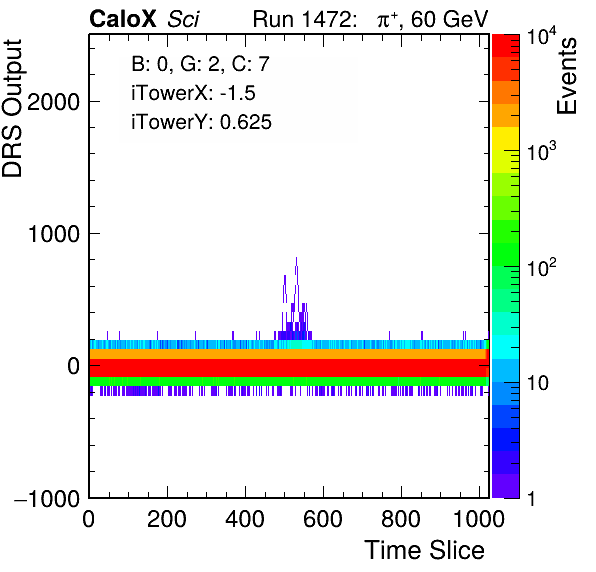 CaloX Sci Run 1472: π⁺, 60 GeV
B: 0, G: 2, C: 7
iTowerX: -1.5
iTowerY: 0.625
DRS Output
2000
1000
0
−1000
0 200 400 600 800 1000
Time Slice
10⁴
10³
10²
10
1
Events